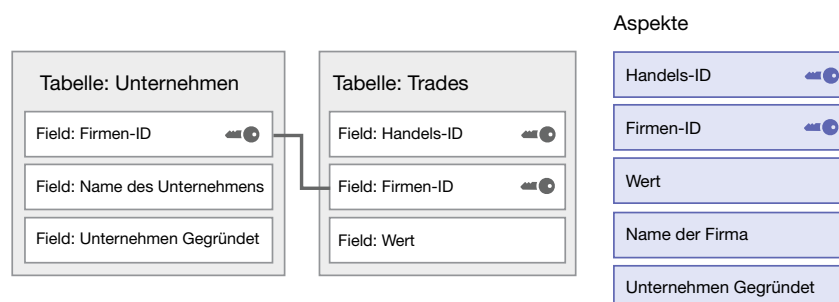 Tabelle: Unternehmen
Field: Firmen-ID
Field: Name des Unternehmens
Field: Unternehmen Gegründet
Tabelle: Trades
Field: Handels-ID
Field: Firmen-ID
Field: Wert
Aspekte
Handels-ID
Firmen-ID
Wert
Name der Firma
Unternehmen Gegründet